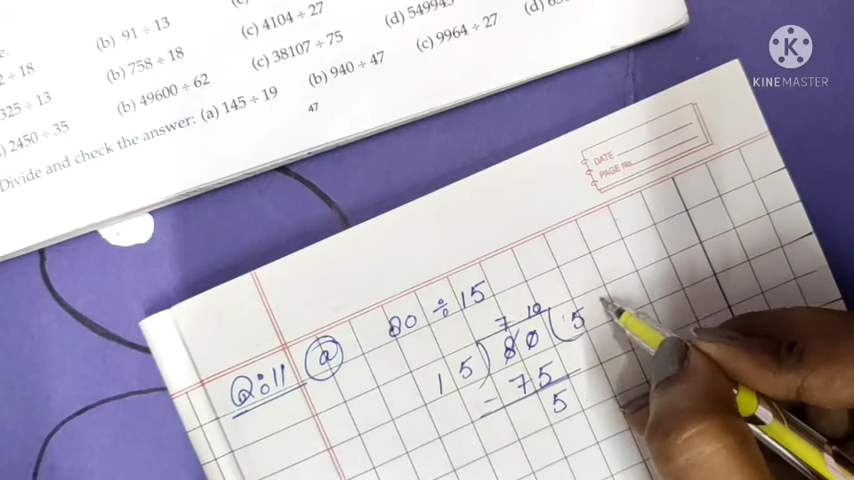 (b) 91 ÷ 13
(c) 4104 ÷ 27
(d) 54994
÷ 18
(b) 758 ÷ 18
(c) 38107 ÷ 75
(c) 9964 ÷ 27
(d)
325 ÷ 13
(b) 49600 ÷ 62
(b) 940 ÷ 47
2450 ÷ 35
Divide and check the answer: (a) 145 ÷ 19
47
K
KINEMASTER
DATE
PAGE No.
Q:11 (a) 80 ÷ 15
7 10
15 ) 80 ( 5
- 75
5